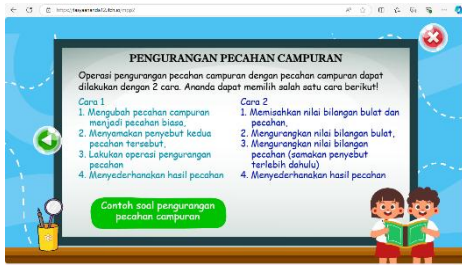 PENGURANGAN PECAHAN CAMPURAN
Operasi pengurangan pecahan campuran dengan pecahan campuran dapat
dilakukan dengan 2 cara. Ananda dapat memilih salah satu cara berikut!
Cara 1
1. Mengubah pecahan campuran
menjadi pecahan biasa,
2. Menyamakan penyebut kedua
pecahan tersebut,
3. Lakukan operasi pengurangan
pecahan
4. Menyederhanakan hasil pecahan
Cara 2
1. Memisahkan nilai bilangan bulat dan
pecahan,
2. Mengurangkan nilai bilangan bulat,
3. Mengurangkan nilai bilangan
pecahan (samakan penyebut
terlebih dahulu)
4. Menyederhanakan hasil pecahan
Contoh soal pengurangan
pecahan campuran